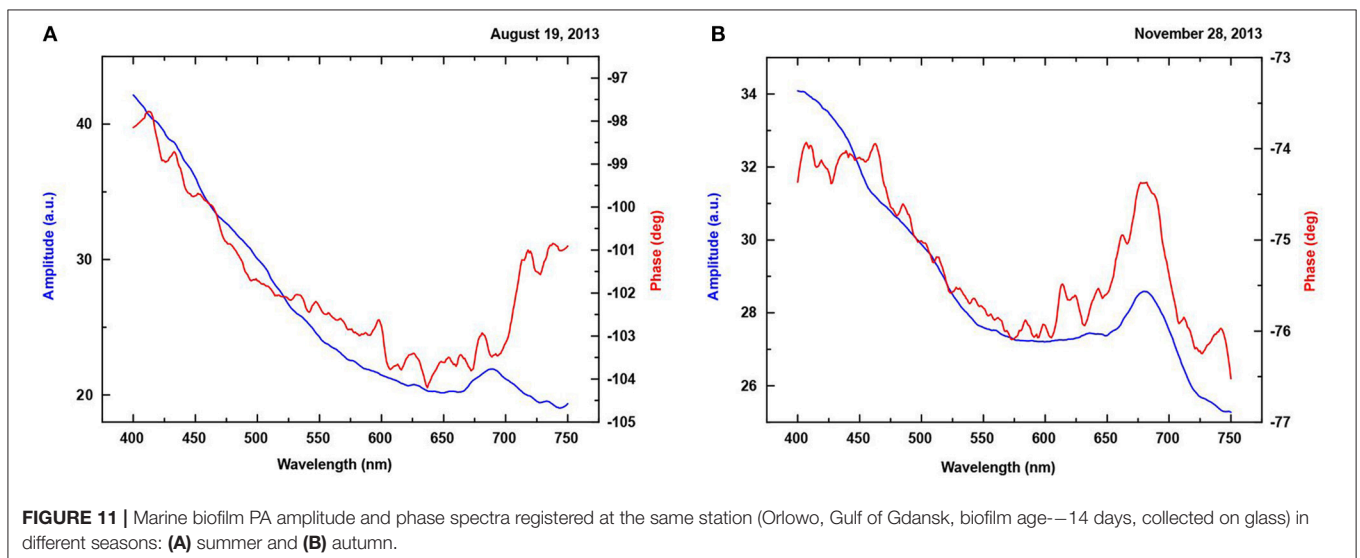 A
August 19, 2013
Amplitude (a.u.)
40
30
20
Phase (deg)
-97
-98
-99
-100
-101
-102
-103
-104
-105
400 450 500 550 600 650 700 750
Wavelength (nm)
B
November 28, 2013
Amplitude (a.u.)
34
32
30
28
26
Phase (deg)
-73
-74
-75
-76
-77
400 450 500 550 600 650 700 750
Wavelength (nm)
FIGURE 11 | Marine biofilm PA amplitude and phase spectra registered at the same station (Orlowo, Gulf of Gdansk, biofilm age-—14 days, collected on glass) in
different seasons: (A) summer and (B) autumn.